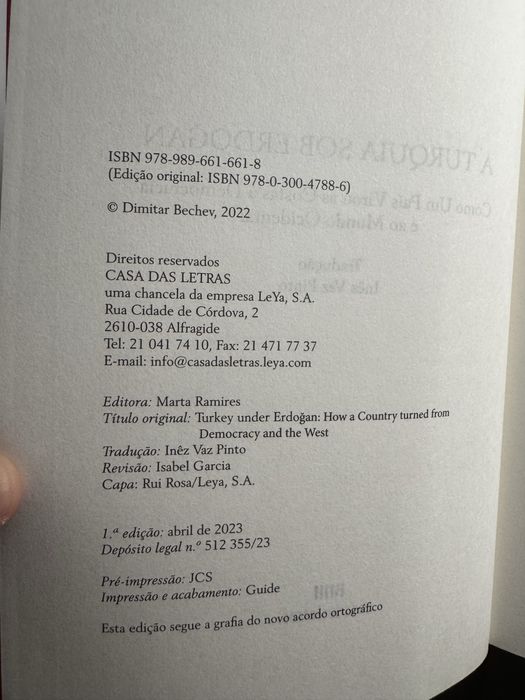 ISBN 978-989-661-661-8
(Edição original: ISBN 978-0-300-4788-6)
© Dimitar Bechev, 2022
Direitos reservados
CASA DAS LETRAS
uma chancela da empresa LeYa, S.A.
Rua Cidade de Córdova, 2
2610-038 Alfragide
Tel: 21 041 74 10, Fax: 21 471 77 37
E-mail: info@casadasletras.leya.com
Editora: Marta Ramires
Título original: Turkey under Erdoğan: How a Country turned from
Democracy and the West
Tradução: Inêz Vaz Pinto
Revisão: Isabel Garcia
Capa: Rui Rosa/Leya, S.A.
1.ª edição: abril de 2023
Depósito legal n.º 512 355/23
Pré-impressão: JCS
Impressão e acabamento: Guide
Esta edição segue a grafia do novo acordo ortográfico